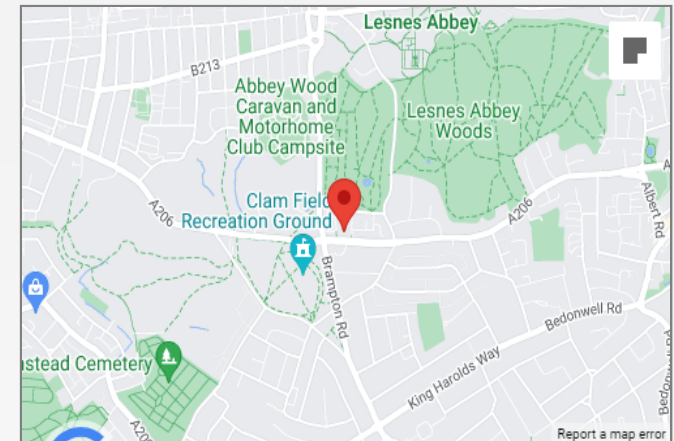 Lesnes Abbey
B213
Abbey Wood
Caravan and
Motorhome
Club Campsite
Lesnes Abbey
Woods
A206
Clam Field
Recreation Ground
A206
Albert Rd
Brampton Rd
Bedonwell Rd
nstead Cemetery
King Harolds Way
Report a map error